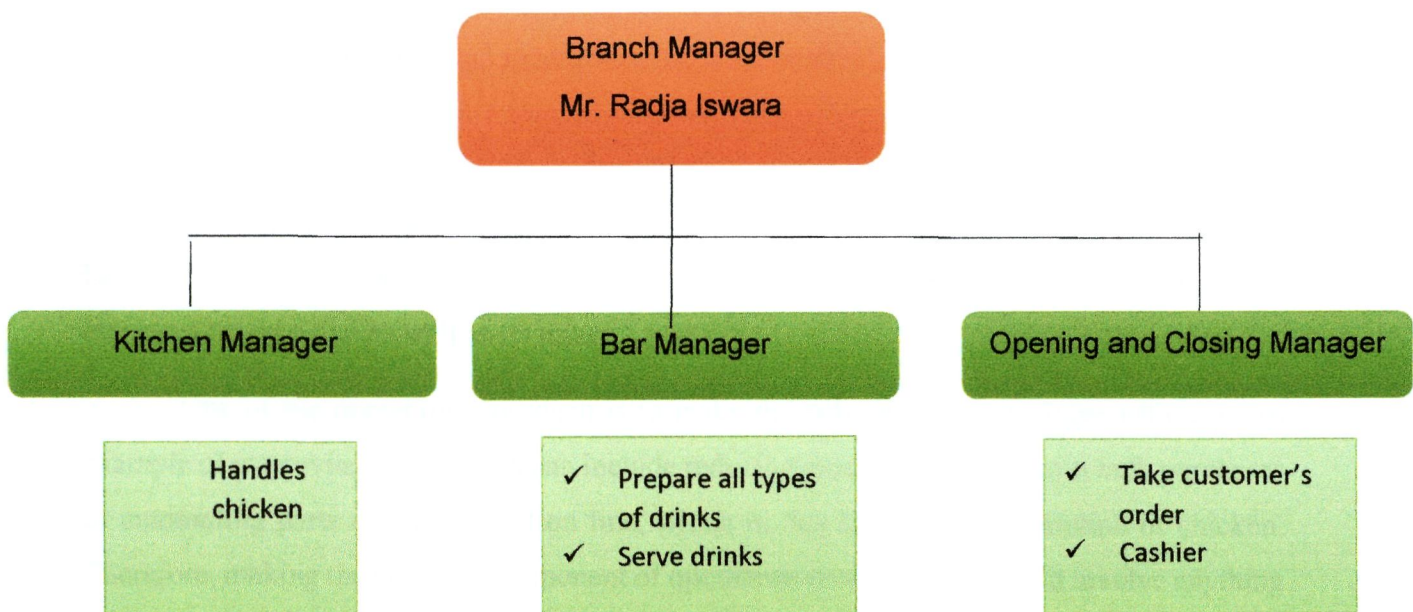 Branch Manager
Mr. Radja Iswara
Kitchen Manager
Bar Manager
Opening and Closing Manager
Handles
chicken
✓ Prepare all types
of drinks
✓ Serve drinks
✓ Take customer's
order
✓ Cashier